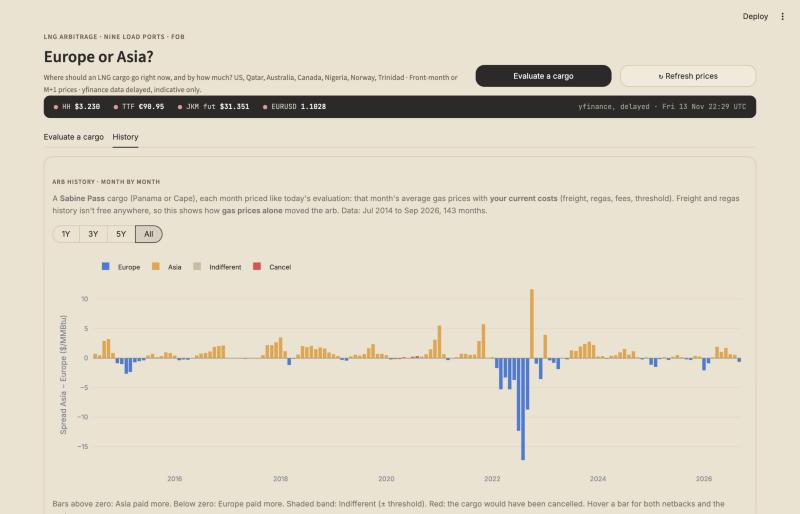 Deploy
LNG ARBITRAGE · NINE LOAD PORTS · FOB
Europe or Asia?
Where should an LNG cargo go right now, and by how much? US, Qatar, Australia, Canada, Nigeria, Norway, Trinidad · Front-month or
M+1 prices · yfinance data delayed, indicative only.
Evaluate a cargo
↻ Refresh prices
HH $3.230
TTF €90.95
JKM fut $31.351
EURUSD 1.1028
yfinance, delayed · Fri 13 Nov 22:29 UTC
Evaluate a cargo
History
ARB HISTORY · MONTH BY MONTH
A Sabine Pass cargo (Panama or Cape), each month priced like today's evaluation: that month's average gas prices with your current costs (freight, regas, fees, threshold). Freight and regas
history isn't free anywhere, so this shows how gas prices alone moved the arb. Data: Jul 2014 to Sep 2026, 143 months.
1Y
3Y
5Y
All
Europe
Asia
Indifferent
Cancel
Spread Asia − Europe ($/MMBtu)
10
5
0
−5
−10
−15
2016
2018
2020
2022
2024
2026
Bars above zero: Asia paid more. Below zero: Europe paid more. Shaded band: Indifferent (± threshold). Red: the cargo would have been cancelled. Hover a bar for both netbacks and the